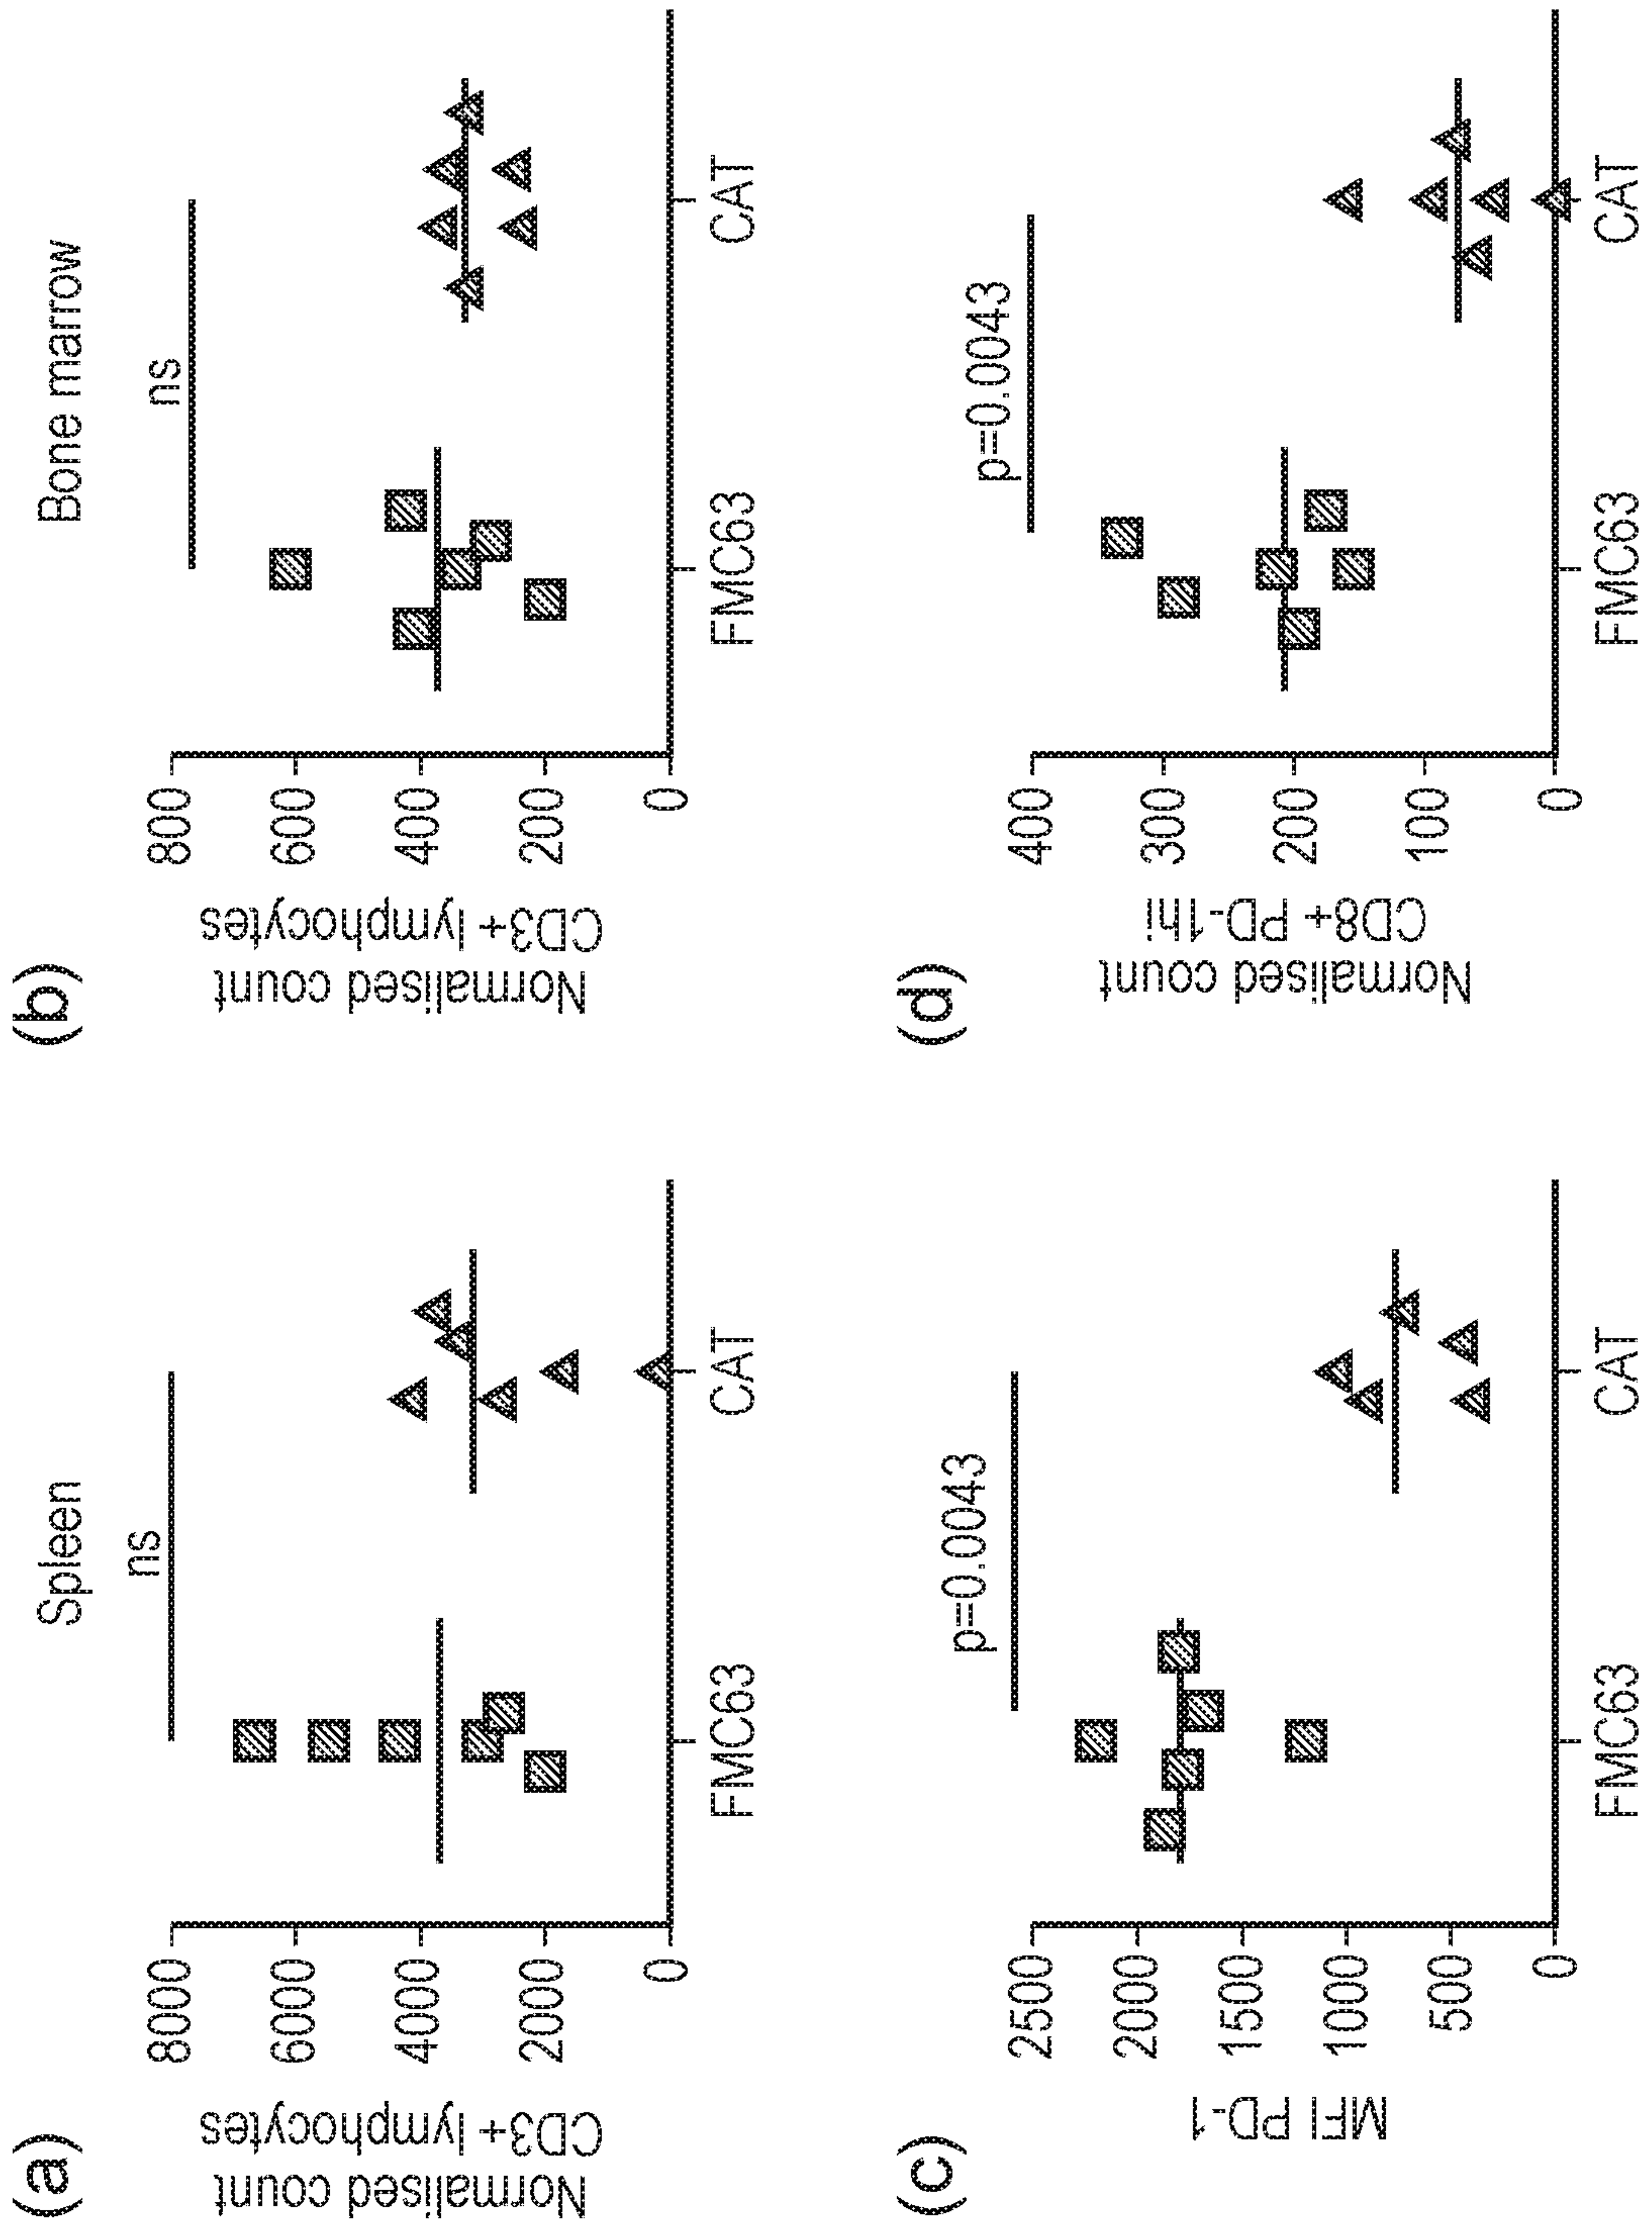 (a)
Spleen
ns
Normalised count
CD3+ lymphocytes
8000
6000
4000
2000
0
FMC63
CAT
(b)
Bone marrow
ns
Normalised count
CD3+ lymphocytes
800
600
400
200
0
FMC63
CAT
(c)
p=0.0043
MFI PD-1
2500
2000
1500
1000
500
0
FMC63
CAT
(d)
p=0.0043
Normalised count
CD8+ PD-1hi
400
300
200
100
0
FMC63
CAT